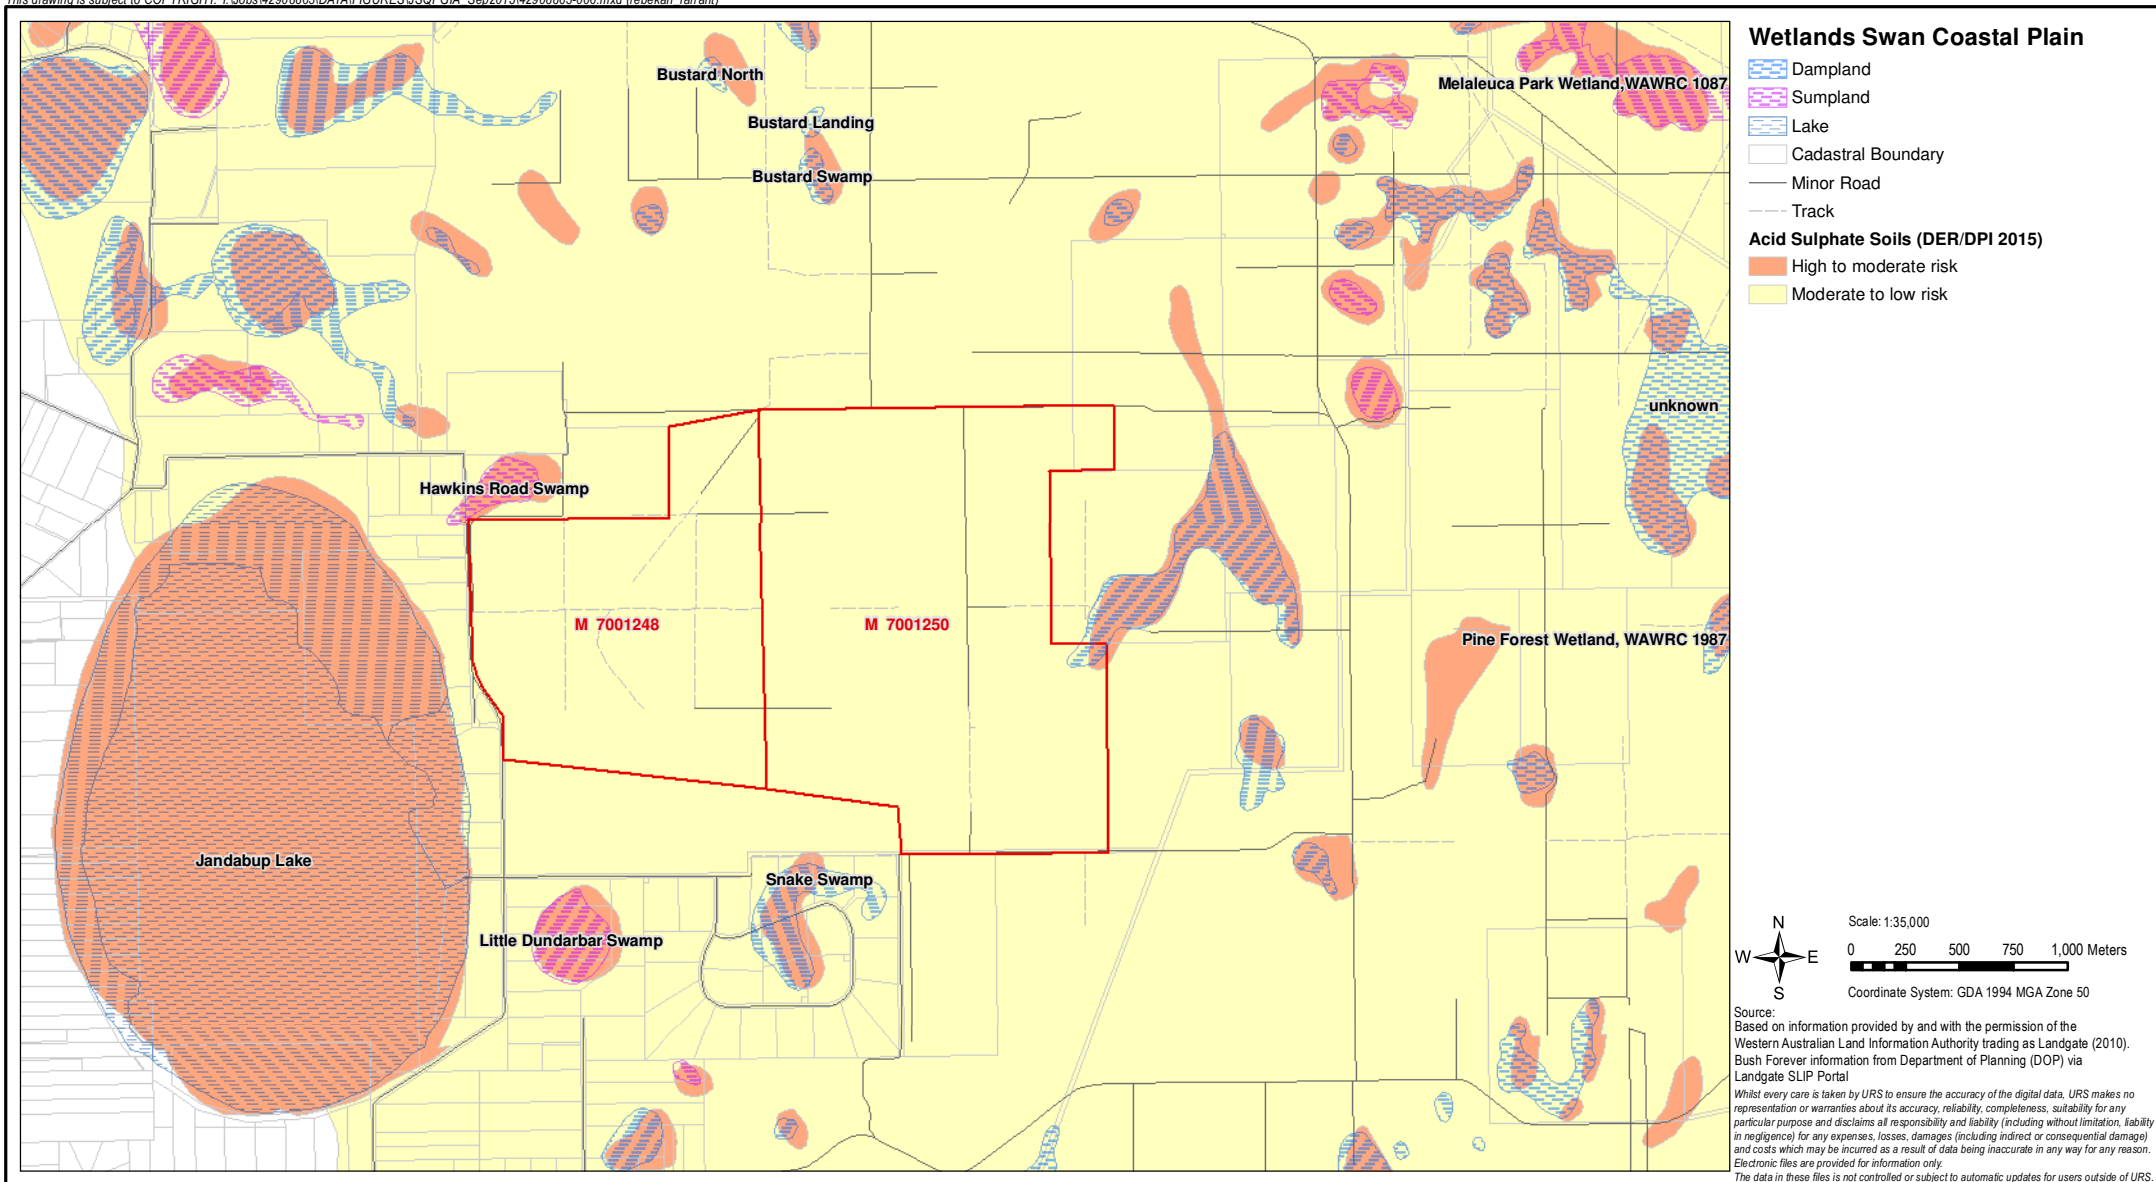 This drawing is subject to COPYRIGHT.
Bustard North
Bustard Landing
Bustard Swamp
Melaleuca Park Wetland,WAWRC 1087
unknown
Hawkins Road Swamp
M 7001248
M 7001250
Pine Forest Wetland, WAWRC 1987
Jandabup Lake
Snake Swamp
Little Dundarbar Swamp
Wetlands Swan Coastal Plain
Dampland
Sumpland
Lake
Cadastral Boundary
Minor Road
Track
Acid Sulphate Soils (DER/DPI 2015)
High to moderate risk
Moderate to low risk
N
W
E
S
Scale: 1:35,000
0 250 500 750 1,000 Meters
Coordinate System: GDA 1994 MGA Zone 50
Source:
Based on information provided by and with the permission of the
Western Australian Land Information Authority trading as Landgate (2010).
Bush Forever information from Department of Planning (DOP) via
Landgate SLIP Portal
Whilst every care is taken by URS to ensure the accuracy of the digital data, URS makes no
representation or warranties about its accuracy, reliability, completeness, suitability for any
particular purpose and disclaims all responsibility and liability (including without limitation, liability
in negligence) for any expenses, losses, damages (including indirect or consequential damage)
and costs which may be incurred as a result of data being inaccurate in any way for any reason.
Electronic files are provided for information only.
The data in these files is not controlled or subject to automatic updates for users outside of URS.